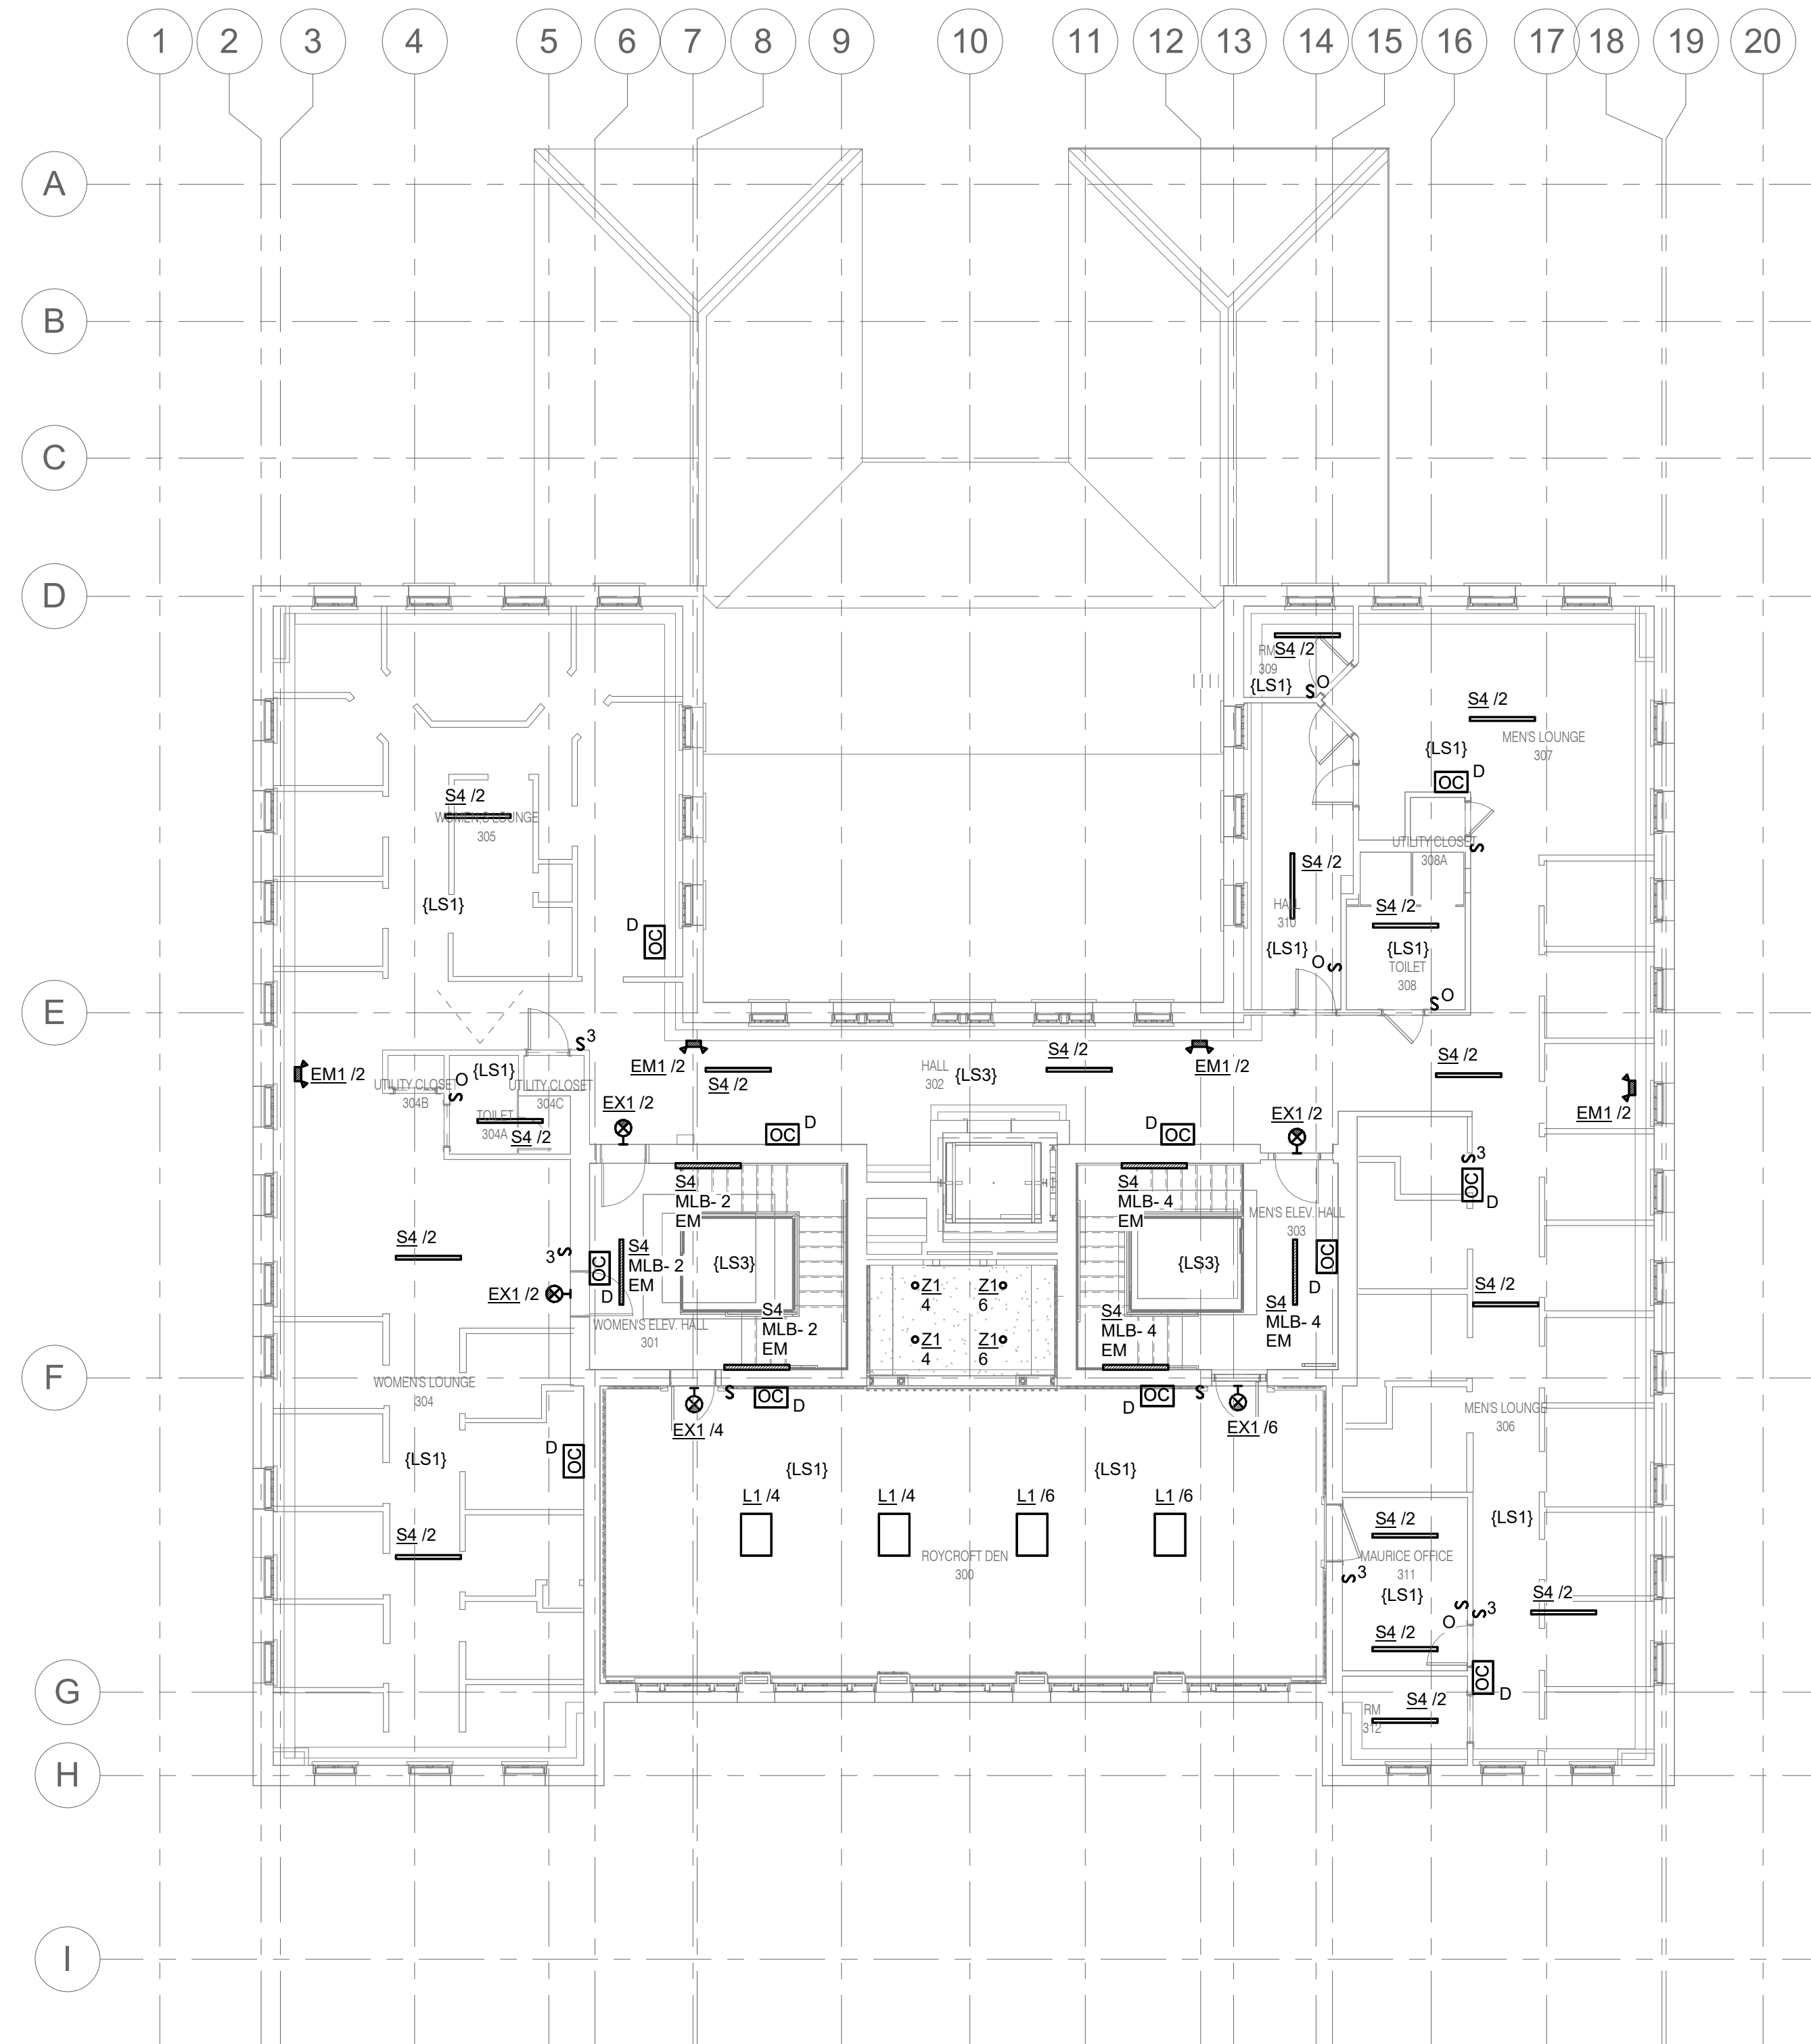 1 2 3 4 5 6 7 8 9 10 11 12 13 14 15 16 17 18 19 20
A
B
C
D
S4 /2
RM
309
{LS1}
O
S
S4 /2
MEN'S LOUNGE
307
{LS1}
OC D
S4 /2
WOMEN,S LOUNGE
305
{LS1}
D
OC
UTILITY CLOSET
308A
S
S4 /2
HALL
310
{LS1}
O S
S4 /2
{LS1}
TOILET
308
S O
E
S 3
EM1 /2
UTILITY CLOSET
304B
O
S
{LS1}
UTILITY CLOSET
304C
TOILET
304A
S4 /2
EM1 /2
S4 /2
HALL
302
{LS3}
S4 /2
EM1 /2
S4 /2
EM1 /2
EX1 /2
OC D
D
OC
EX1 /2
S 3
OC
D
S4
MLB- 2
EM
S4
MLB- 4
EM
MEN'S ELEV. HALL
303
S4 /2
3 S
EX1 /2
OC
D
S4
MLB- 2
EM
{LS3}
{LS3}
OC
D
S4
MLB- 4
EM
S4 /2
Z1
4
Z1
6
Z1
4
Z1
6
S4
MLB- 2
EM
S4
MLB- 4
EM
WOMEN'S ELEV. HALL
301
F
WOMEN'S LOUNGE
304
EX1 /4
S
OC D
D OC
S
EX1 /6
MEN'S LOUNGE
306
{LS1}
D
OC
{LS1}
{LS1}
L1 /4
L1 /4
L1 /6
L1 /6
{LS1}
S4 /2
S4 /2
ROYCROFT DEN
300
MAURICE OFFICE
311
S 3
{LS1}
S
O
S 3
S4 /2
S4 /2
OC
D
G
S4 /2
RM
312
H
I